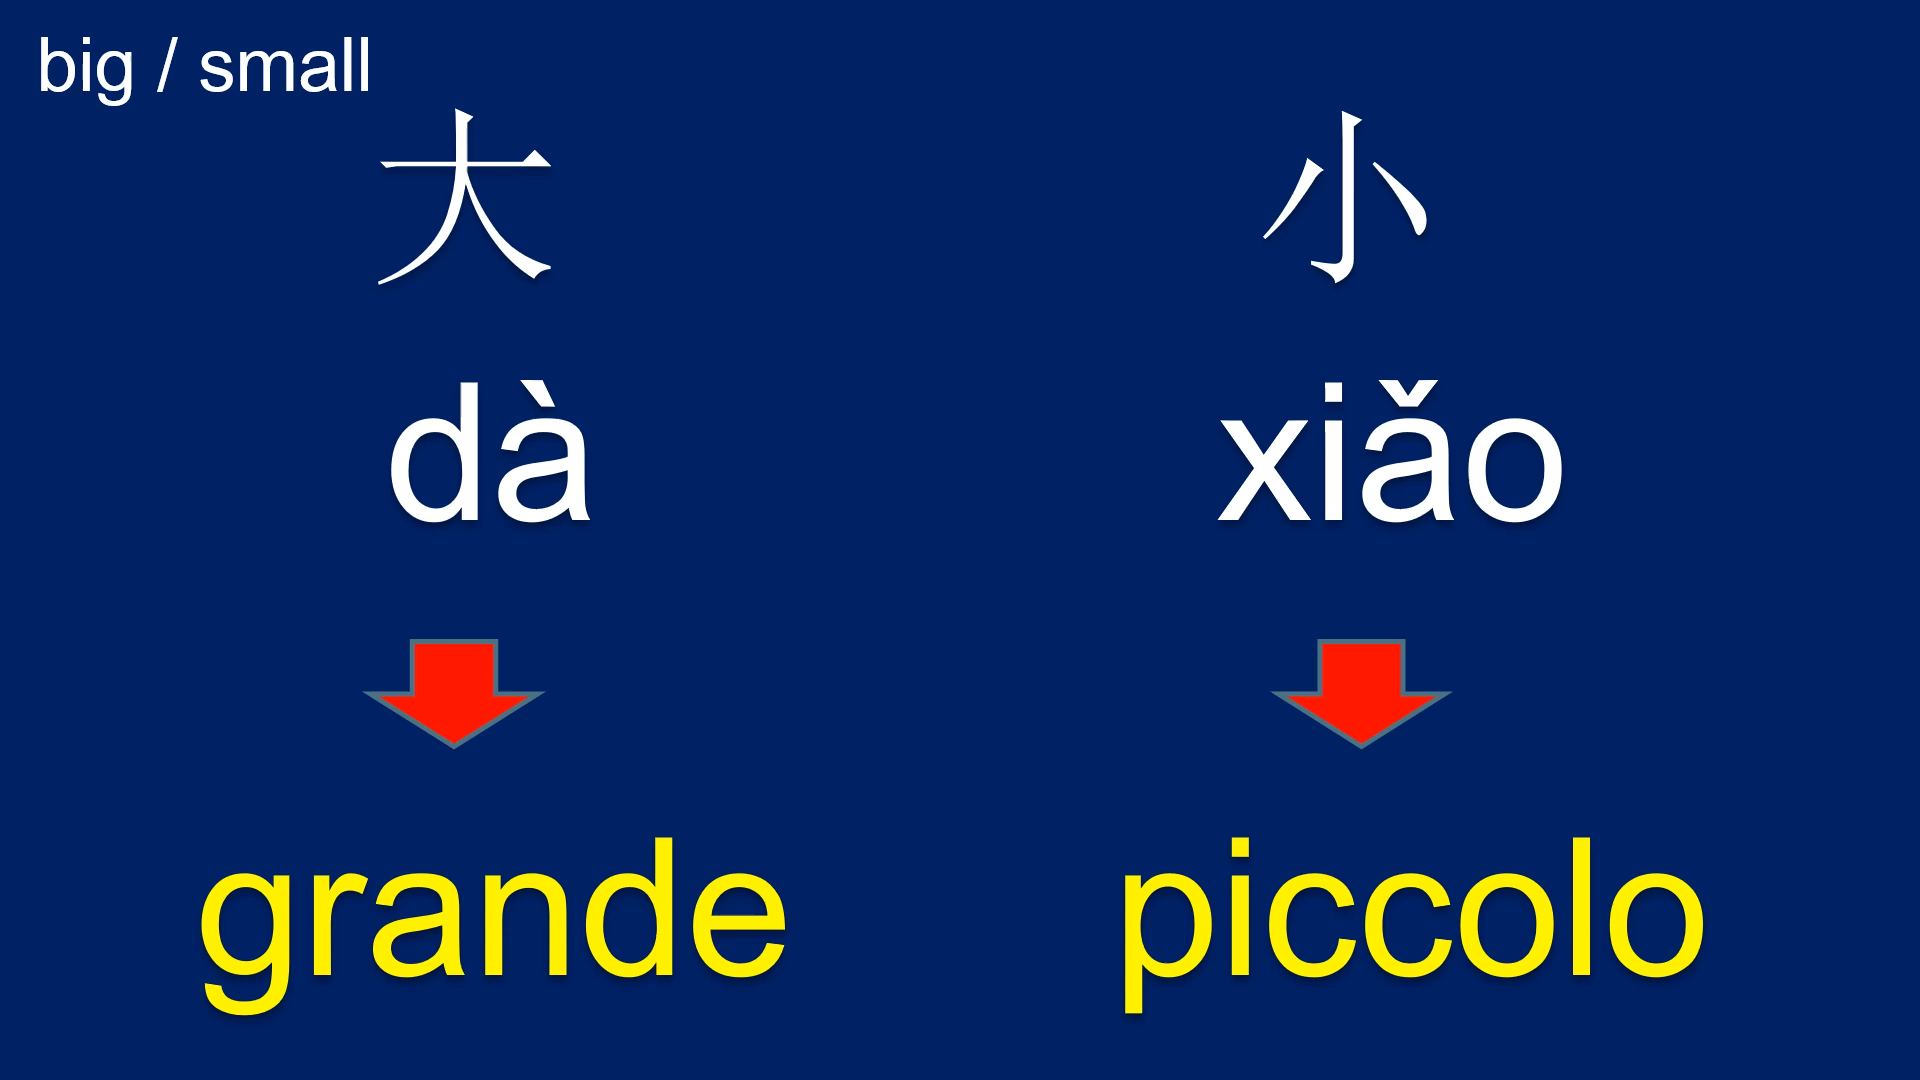 big / small
大 小
dà xiǎo
grande piccolo